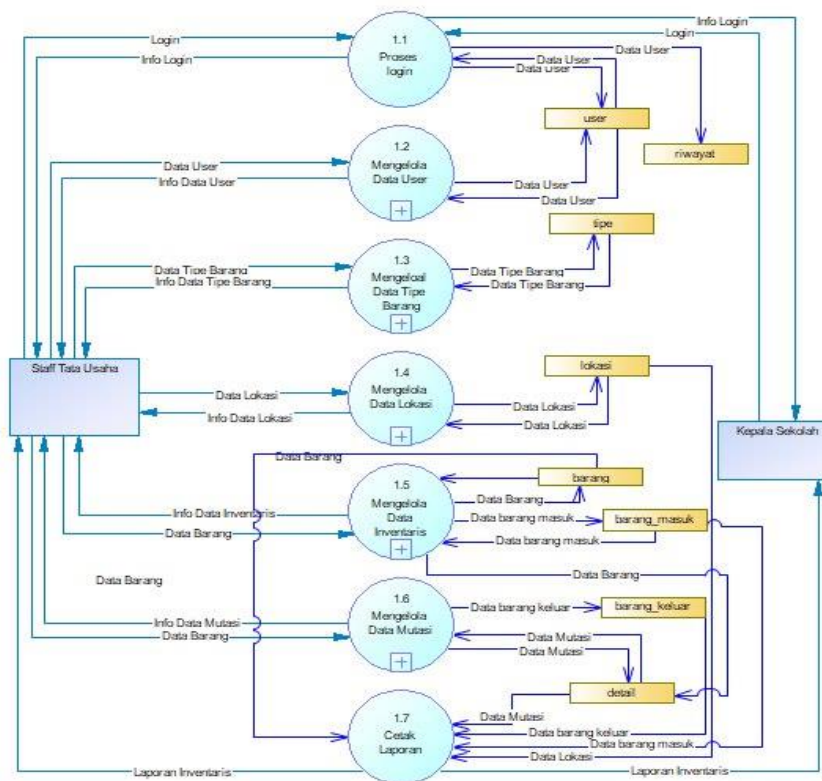 1.1
Proses
login
Login
Info Login
Info Login
Login
Data User
Data User
Data User
user
riwayat
1.2
Mengelola
Data User
Data User
Info Data User
Data User
Data User
tipe
1.3
Mengeloal
Data Tipe
Barang
Data Tipe Barang
Info Data Tipe Barang
Data Tipe Barang
Data Tipe Barang
Staff Tata Usaha
lokasi
1.4
Mengelola
Data Lokasi
Data Lokasi
Info Data Lokasi
Data Lokasi
Data Lokasi
Kepala Sekolah
Data Barang
barang
1.5
Mengelola
Data
Inventaris
Data Barang
Info Data Inventaris
Data Barang
Data barang masuk
barang_masuk
Data barang masuk
Data Barang
Data Barang
1.6
Mengelola
Data Mutasi
Data barang keluar
barang_keluar
Info Data Mutasi
Data Barang
Data Mutasi
Data Mutasi
detail
1.7
Cetak
Laporan
Data Mutasi
Data barang keluar
Data barang masuk
Data Lokasi
Laporan Inventaris
Laporan Inventaris